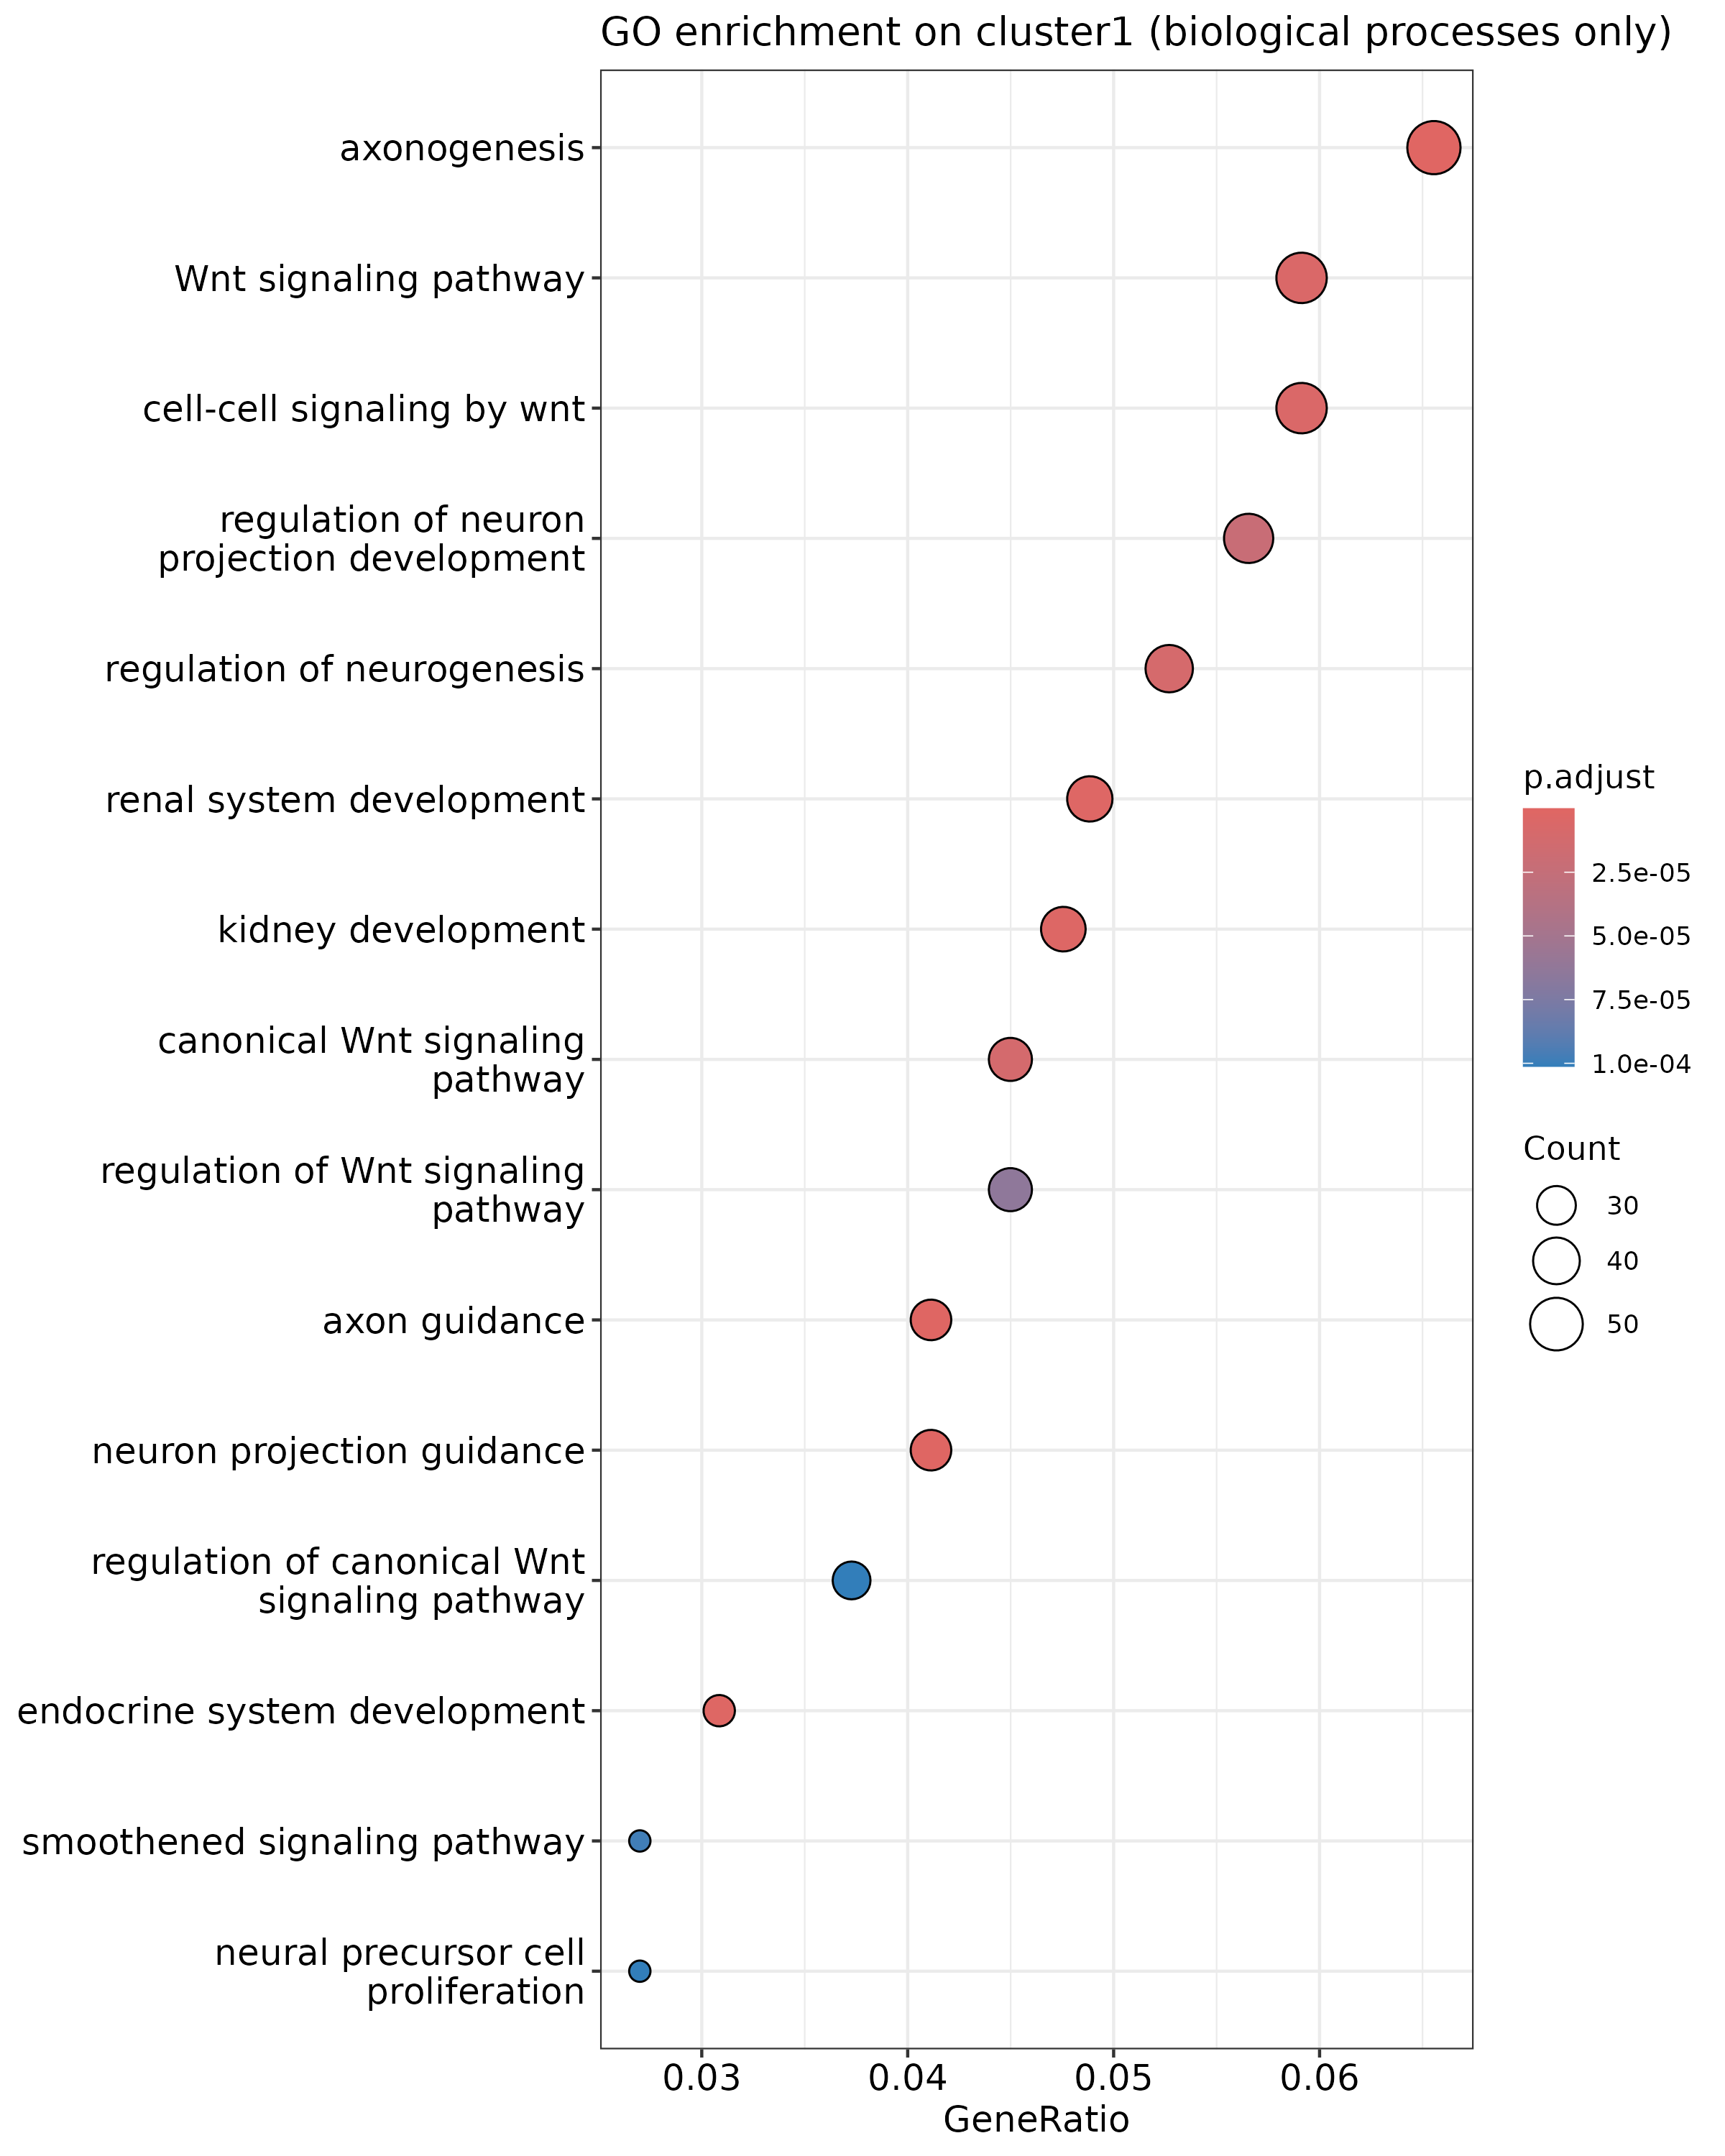 GO enrichment on cluster1 (biological processes only)
axonogenesis
Wnt signaling pathway
cell-cell signaling by wnt
regulation of neuron
projection development
regulation of neurogenesis
renal system development
kidney development
canonical Wnt signaling
pathway
regulation of Wnt signaling
pathway
axon guidance
neuron projection guidance
regulation of canonical Wnt
signaling pathway
endocrine system development
smoothened signaling pathway
neural precursor cell
proliferation
0.03 0.04 0.05 0.06
GeneRatio
p.adjust
2.5e-05
5.0e-05
7.5e-05
1.0e-04
Count
30
40
50